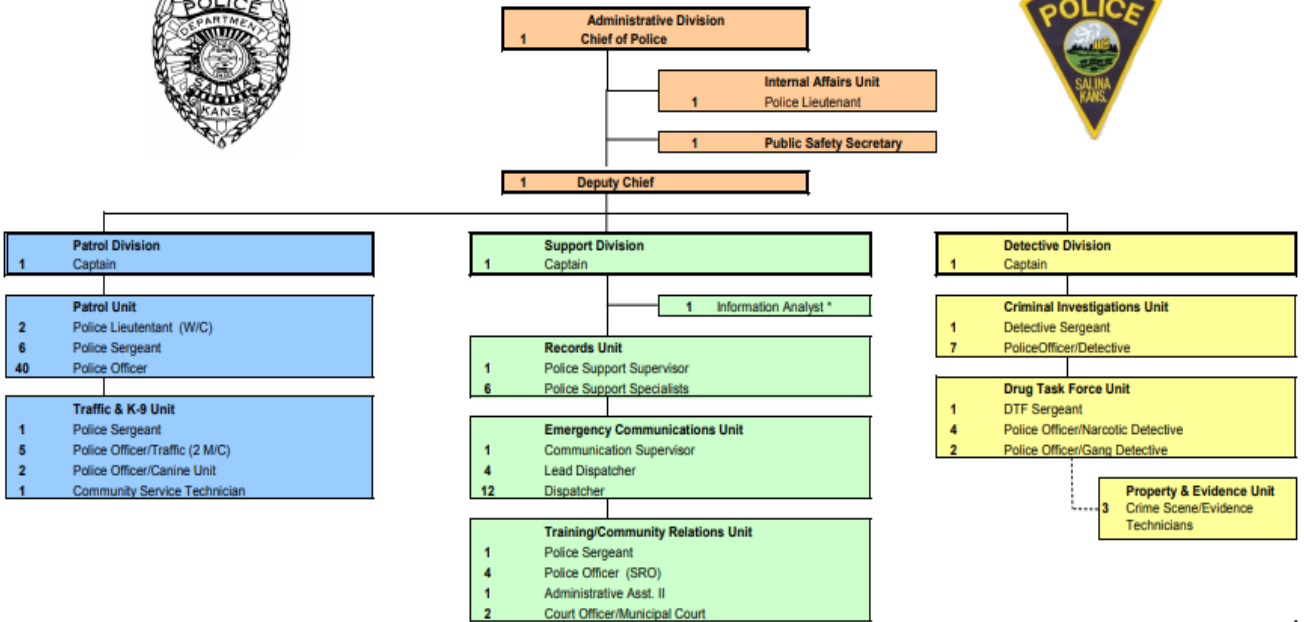 POLICE
DEPARTMENT
SALINA
KANS
POLICE
SALINA
KANS.
Administrative Division
1 Chief of Police
Internal Affairs Unit
1 Police Lieutenant
1 Public Safety Secretary
1 Deputy Chief
Patrol Division
1 Captain
Patrol Unit
2 Police Lieutentant (W/C)
6 Police Sergeant
40 Police Officer
Traffic & K-9 Unit
1 Police Sergeant
5 Police Officer/Traffic (2 M/C)
2 Police Officer/Canine Unit
1 Community Service Technician
Support Division
1 Captain
1 Information Analyst *
Records Unit
1 Police Support Supervisor
6 Police Support Specialists
Emergency Communications Unit
1 Communication Supervisor
4 Lead Dispatcher
12 Dispatcher
Training/Community Relations Unit
1 Police Sergeant
4 Police Officer (SRO)
1 Administrative Asst. II
2 Court Officer/Municipal Court
Detective Division
1 Captain
Criminal Investigations Unit
1 Detective Sergeant
7 PoliceOfficer/Detective
Drug Task Force Unit
1 DTF Sergeant
4 Police Officer/Narcotic Detective
2 Police Officer/Gang Detective
Property & Evidence Unit
3 Crime Scene/Evidence
Technicians